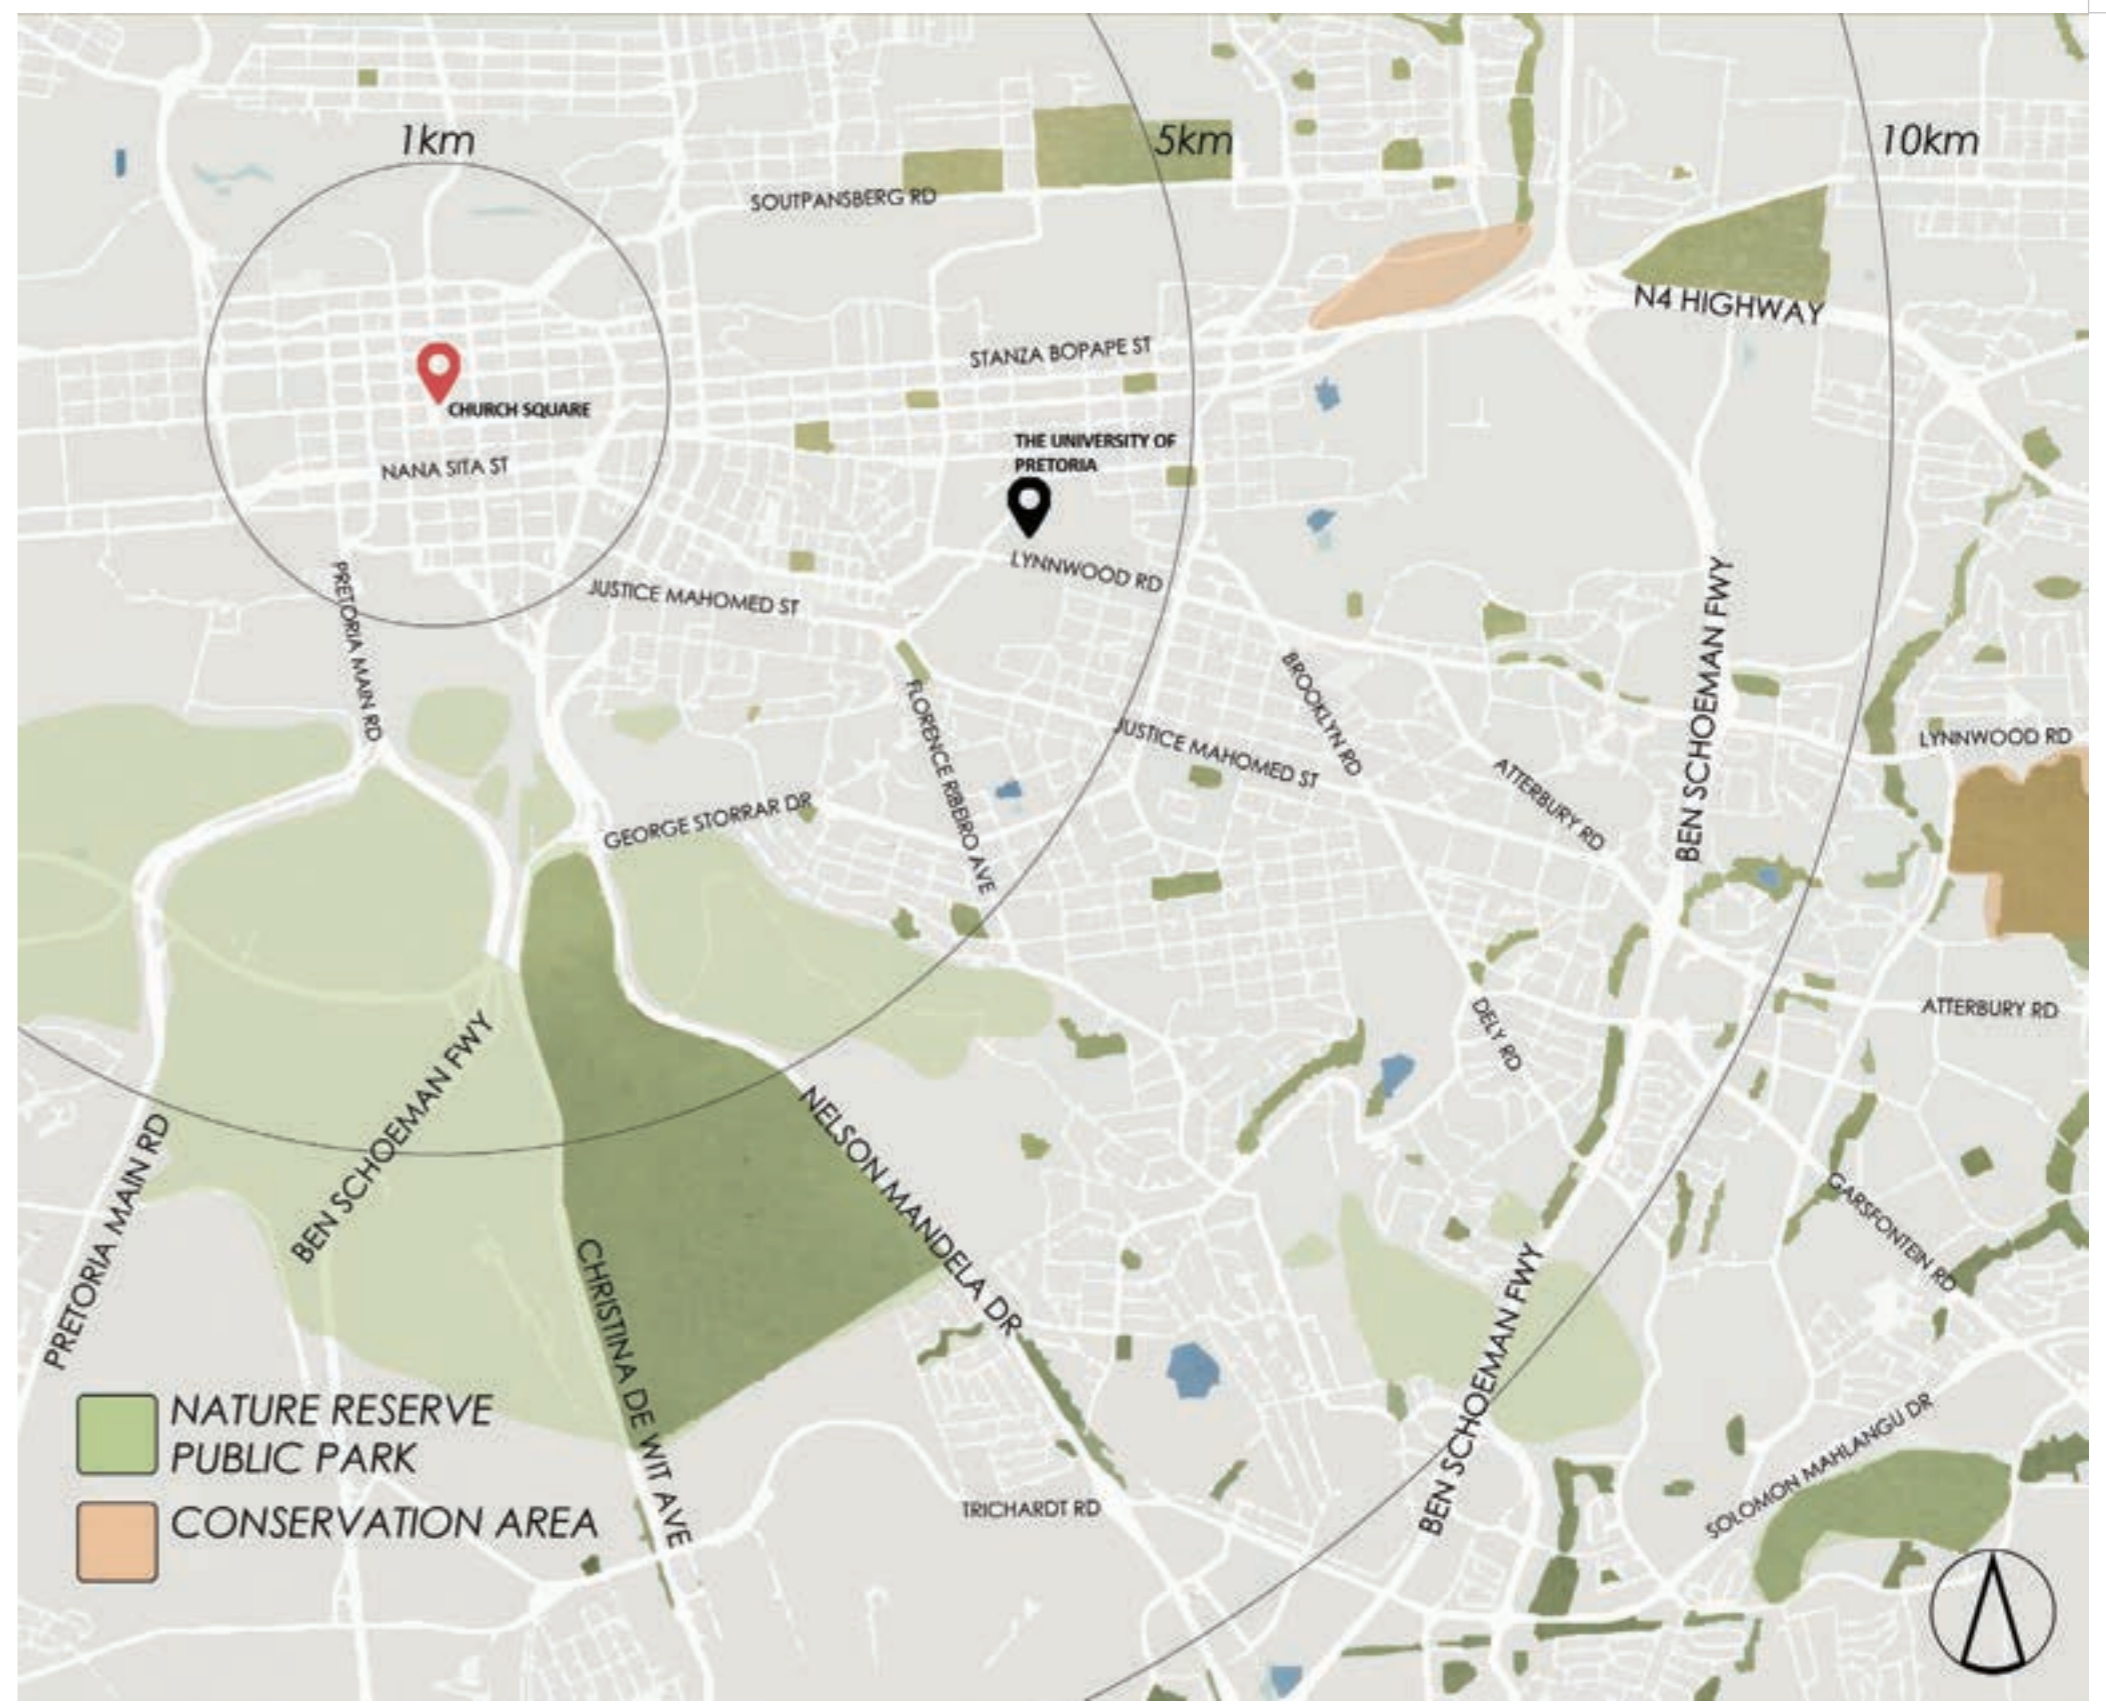 1km
5km
10km
SOUTPANSBERG RD
N4 HIGHWAY
STANZA BOPAPE ST
CHURCH SQUARE
THE UNIVERSITY OF
PRETORIA
NANA SITA ST
LYNNWOOD RD
JUSTICE MAHOMED ST
PRETORIA MAIN RD
BEN SCHOEMAN FWY
BROOKLYN RD
FLORENCE RIBEIRO AVE
JUSTICE MAHOMED ST
LYNNWOOD RD
ATTERBURY RD
GEORGE STORRAR DR
DELY RD
ATTERBURY RD
BEN SCHOEMAN FWY
NELSON MANDELA DR
PRETORIA MAIN RD
GARSFONTEIN RD
CHRISTINA DE WIT AVE
BEN SCHOEMAN FWY
SOLOMON MAHLANGU DR
NATURE RESERVE
PUBLIC PARK
CONSERVATION AREA
TRICHARDT RD